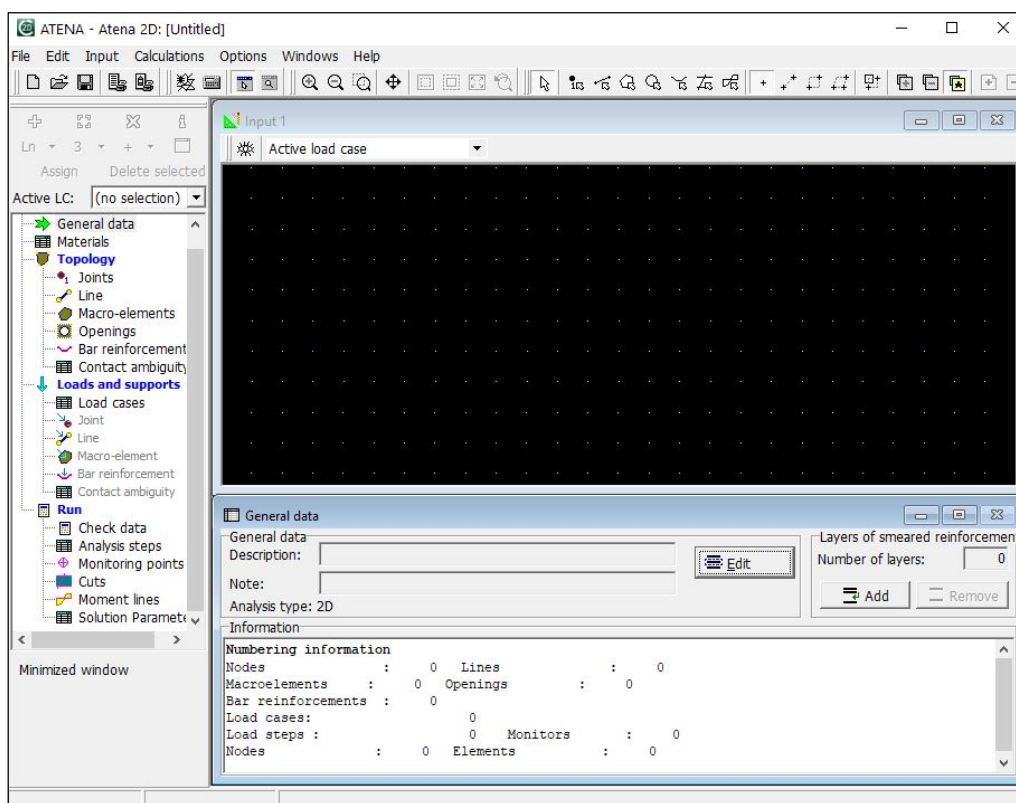 ATENA - Atena 2D: [Untitled]
File Edit Input Calculations Options Windows Help
Input 1
Ln 3 +
Active load case
Assign Delete selected
Active LC: (no selection)
General data
Materials
Topology
Joints
Line
Macro-elements
Openings
Bar reinforcement
Contact ambiguity
Loads and supports
Load cases
Joint
Line
Macro-element
Bar reinforcement
Contact ambiguity
Run
Check data
Analysis steps
Monitoring points
Cuts
Moment lines
Solution Paramete
Minimized window
General data
General data
Description:
Edit
Note:
Analysis type: 2D
Layers of smeared reinforcement
Number of layers: 0
Add Remove
Information
Numbering information
Nodes : 0 Lines : 0
Macroelements : 0 Openings : 0
Bar reinforcements : 0
Load cases: 0
Load steps : 0 Monitors : 0
Nodes : 0 Elements : 0